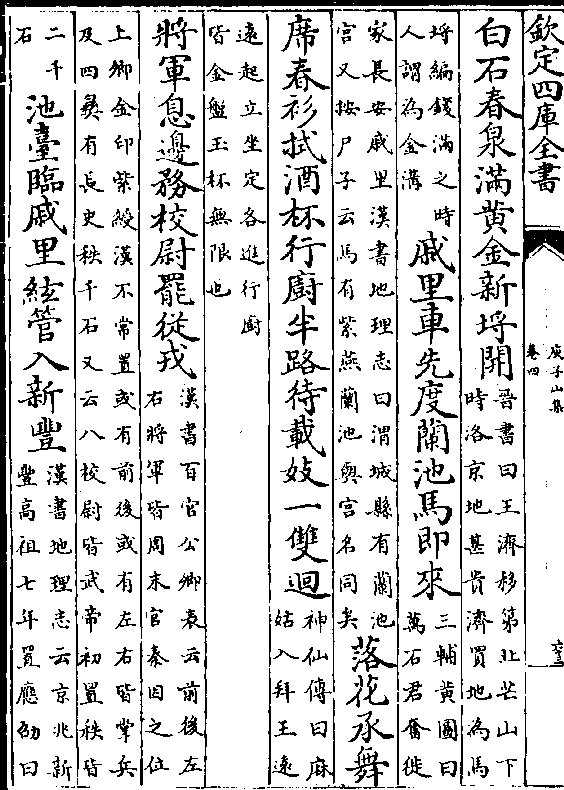 欽定四庫全書
庾子山集
卷四
白石春泉滿黃金新埒開
晉書曰王濟移第北芒山下
時洛京地甚貴濟買地為馬
埒編錢滿之時
人謂為金溝
戚里車先度蘭池馬即來
三輔黃圖曰
萬石君奮徙
家長安戚里漢書地理志曰渭城縣有蘭池
宮又按尸子云馬有紫燕蘭池與宮名同矣
落花承舞
席春衫拭酒杯行廚半路待載妓一雙迴
神仙傳曰麻
姑入拜王遠
遠起立坐定各進行廚
皆金盤玉杯無限也
將軍息邊務校尉罷從戎
漢書百官公卿表云前後左
右將軍皆周末官秦因之位
上卿金印紫綬漢不常置或有前後或有左右皆掌兵
及四彝有長史秩千石又云八校尉皆武帝初置秩皆
二千
石
池臺臨戚里絃管入新豐
漢書地理志云京兆新
豐高祖七年置應劭曰